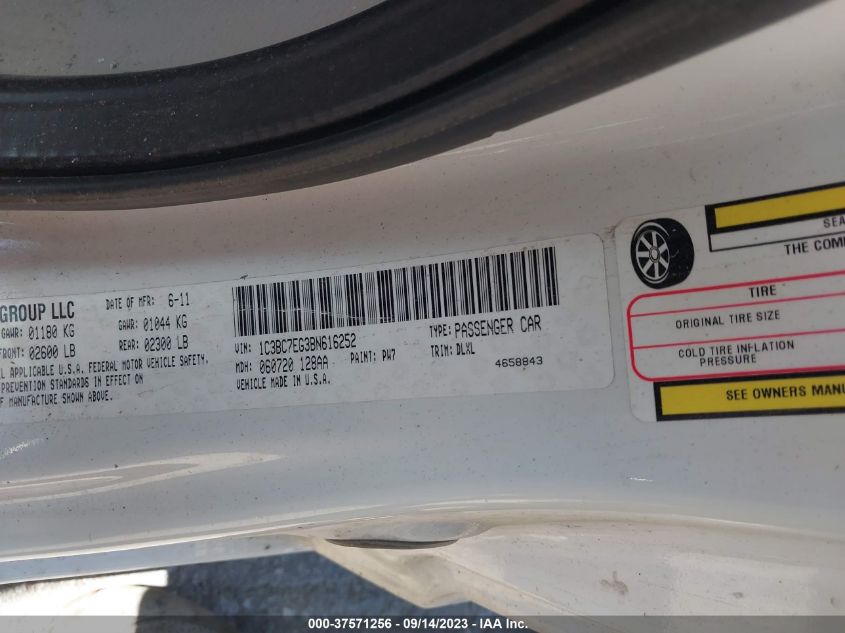 GROUP LLC
DATE OF MFR: 6-11
GAWR: 01180 KG
GAWR: 01044 KG
FRONT: 02600 LB
REAR: 02300 LB
APPLICABLE U.S.A. FEDERAL MOTOR VEHICLE SAFETY.
PREVENTION STANDARDS IN EFFECT ON
OF MANUFACTURE SHOWN ABOVE.
VIN: 1C3BC7EG3BN616252
TYPE: PASSENGER CAR
MDH: 060720 128AA
PAINT: PW7
TRIM: DLXL
VEHICLE MADE IN U.S.A.
4658843
SEA
THE COM
TIRE
ORIGINAL TIRE SIZE
COLD TIRE INFLATION
PRESSURE
SEE OWNERS MANU
000-37571256 - 09/14/2023 - IAA Inc.